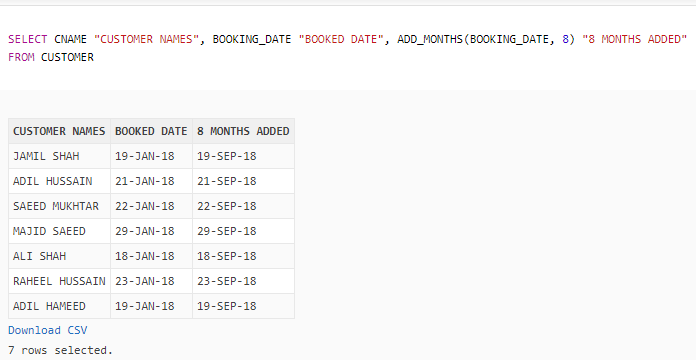 SELECT CNAME "CUSTOMER NAMES", BOOKING_DATE "BOOKED DATE", ADD_MONTHS(BOOKING_DATE, 8) "8 MONTHS ADDED"
FROM CUSTOMER
CUSTOMER NAMES BOOKED DATE 8 MONTHS ADDED
JAMIL SHAH 19-JAN-18 19-SEP-18
ADIL HUSSAIN 21-JAN-18 21-SEP-18
SAEED MUKHTAR 22-JAN-18 22-SEP-18
MAJID SAEED 29-JAN-18 29-SEP-18
ALI SHAH 18-JAN-18 18-SEP-18
RAHEEL HUSSAIN 23-JAN-18 23-SEP-18
ADIL HAMEED 19-JAN-18 19-SEP-18
Download CSV
7 rows selected.